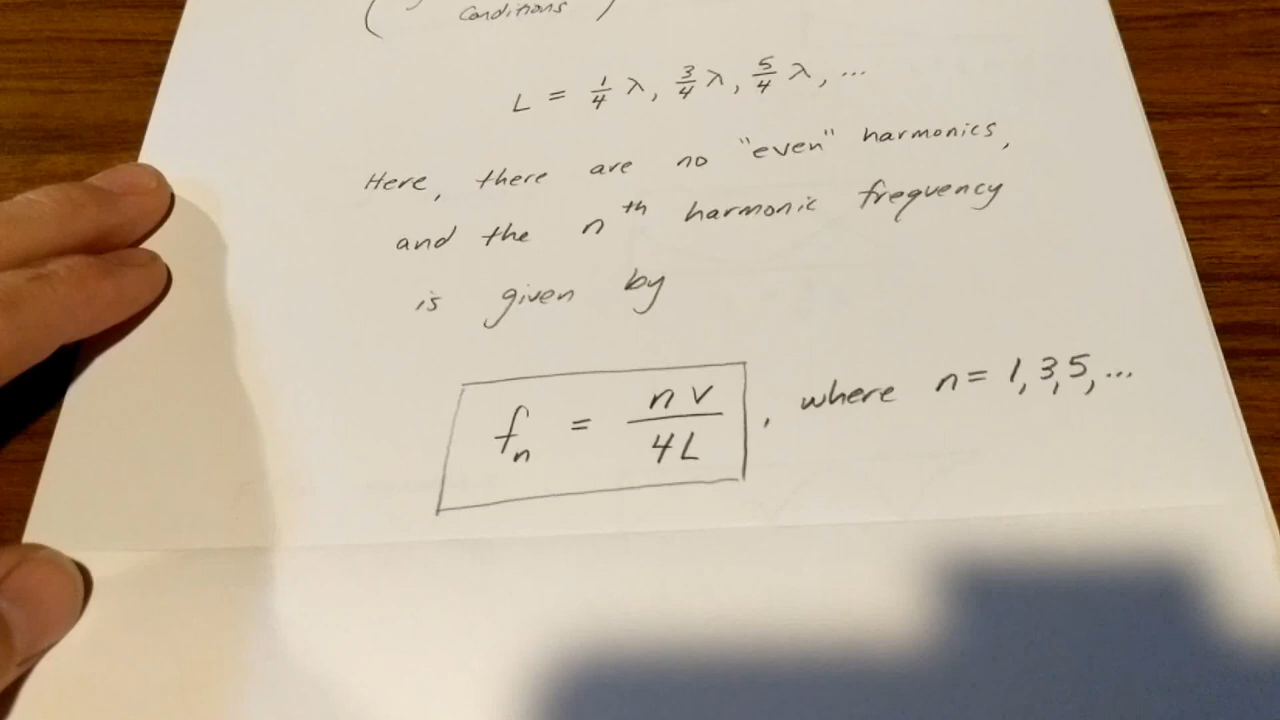 Conditions
L = 1/4 λ, 3/4 λ, 5/4 λ, ...
Here, there are no "even" harmonics,
and the nth harmonic frequency
is given by
fn = nv/4L, where n = 1,3,5,...